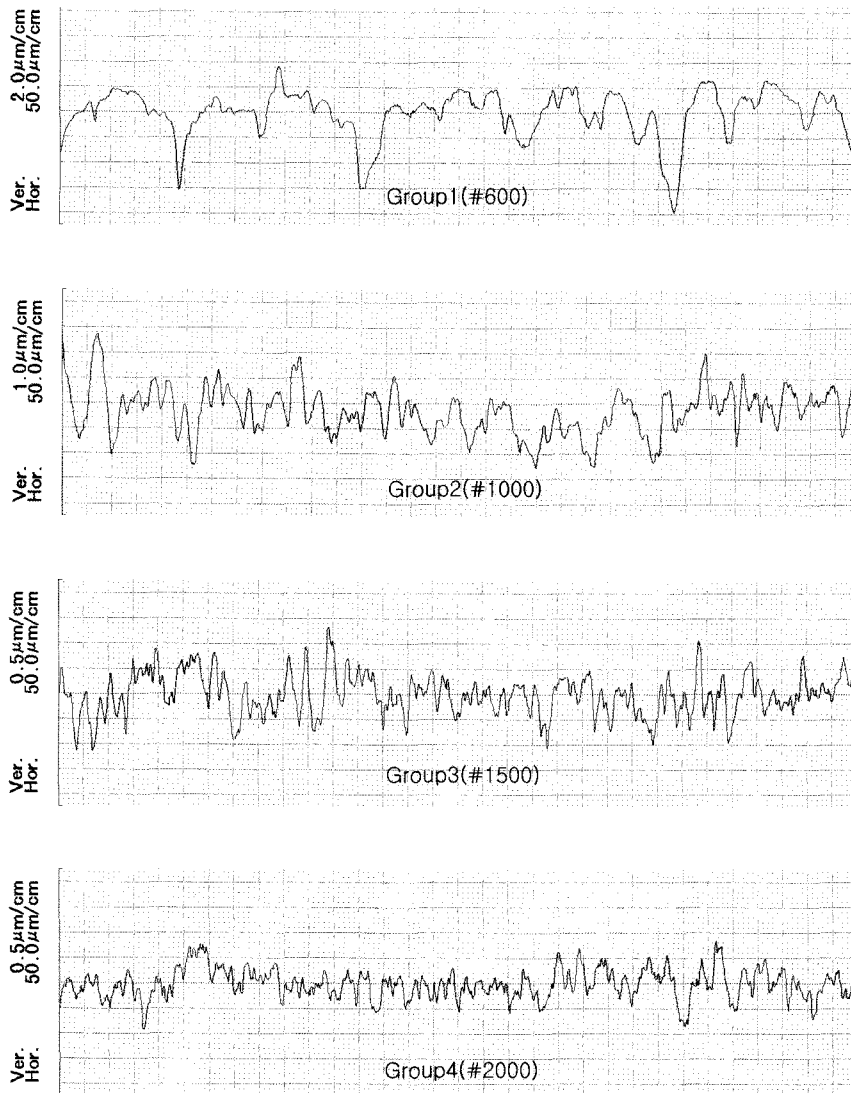 Ver. 2.0μm/cm
Hor. 50.0μm/cm
Group1(#600)
Ver. 1.0μm/cm
Hor. 50.0μm/cm
Group2(#1000)
Ver. 0.5μm/cm
Hor. 50.0μm/cm
Group3(#1500)
Ver. 0.5μm/cm
Hor. 50.0μm/cm
Group4(#2000)